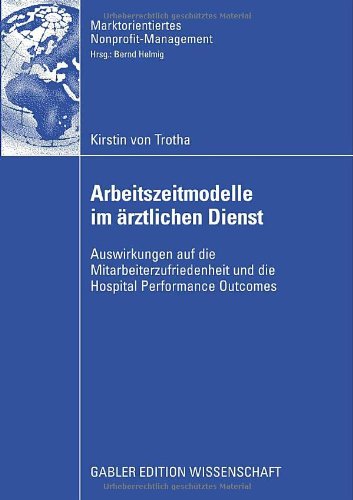 Urheberrechtlich geschütztes Material
Marktorientiertes
Nonprofit-Management
Hrsg.: Bernd Helmig
Kirstin von Trotha
Arbeitszeitmodelle
im ärztlichen Dienst
Auswirkungen auf die
Mitarbeiterzufriedenheit und die
Hospital Performance Outcomes
GABLER EDITION WISSENSCHAFT
Urheberrechtlich geschütztes Material